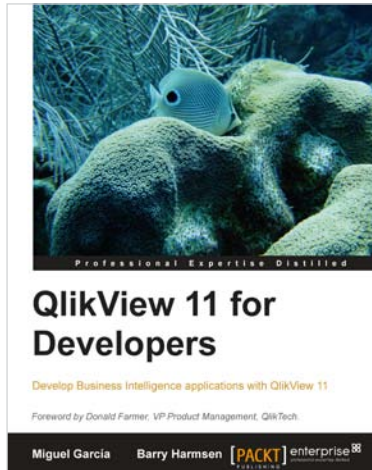 Professional Expertise Distilled
QlikView 11 for
Developers
Develop Business Intelligence applications with QlikView 11
Foreword by Donald Farmer, VP Product Management, QlikTech.
Miguel García Barry Harmsen [PACKT] enterprise
PUBLISHING